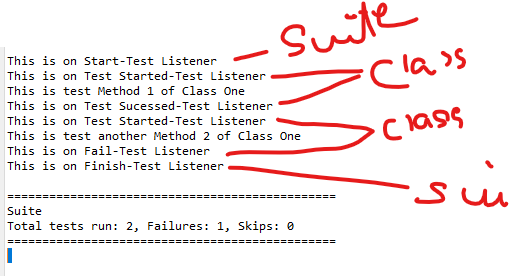 This is on Start-Test Listener Suite
This is on Test Started-Test Listener Class
This is test Method 1 of Class One
This is on Test Sucessed-Test Listener
This is on Test Started-Test Listener Class
This is test another Method 2 of Class One
This is on Fail-Test Listener
This is on Finish-Test Listener Sui
===============================================
Suite
Total tests run: 2, Failures: 1, Skips: 0
===============================================